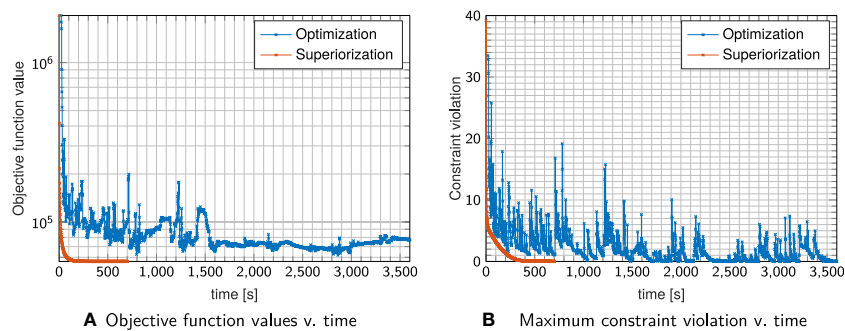 Optimization
Superiorization
10^6
10^5
Objective function value
0 500 1,000 1,500 2,000 2,500 3,000 3,500
time [s]
A Objective function values v. time
Optimization
Superiorization
40
30
20
10
0
Constraint violation
0 500 1,000 1,500 2,000 2,500 3,000 3,500
time [s]
B Maximum constraint violation v. time